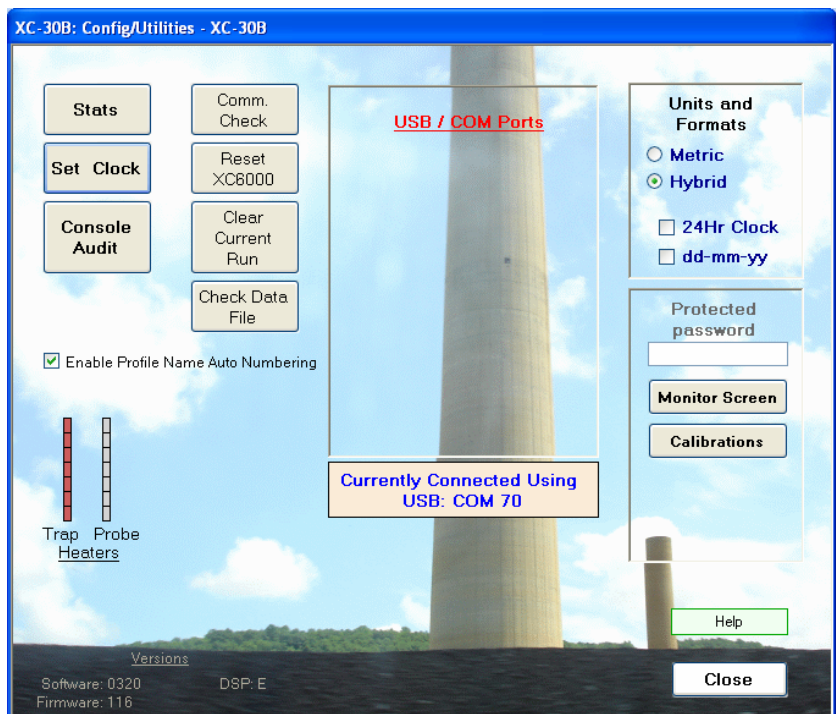 XC-30B: Config/Utilities - XC-30B
Stats
Set Clock
Console
Audit
Comm.
Check
Reset
XC6000
Clear
Current
Run
Check Data
File
Enable Profile Name Auto Numbering
Trap Probe
Heaters
USB / COM Ports
Currently Connected Using
USB: COM 70
Units and
Formats
Metric
Hybrid
24Hr Clock
dd-mm-yy
Protected
password
Monitor Screen
Calibrations
Help
Close
Versions
Software: 0320 DSP: E
Firmware: 116